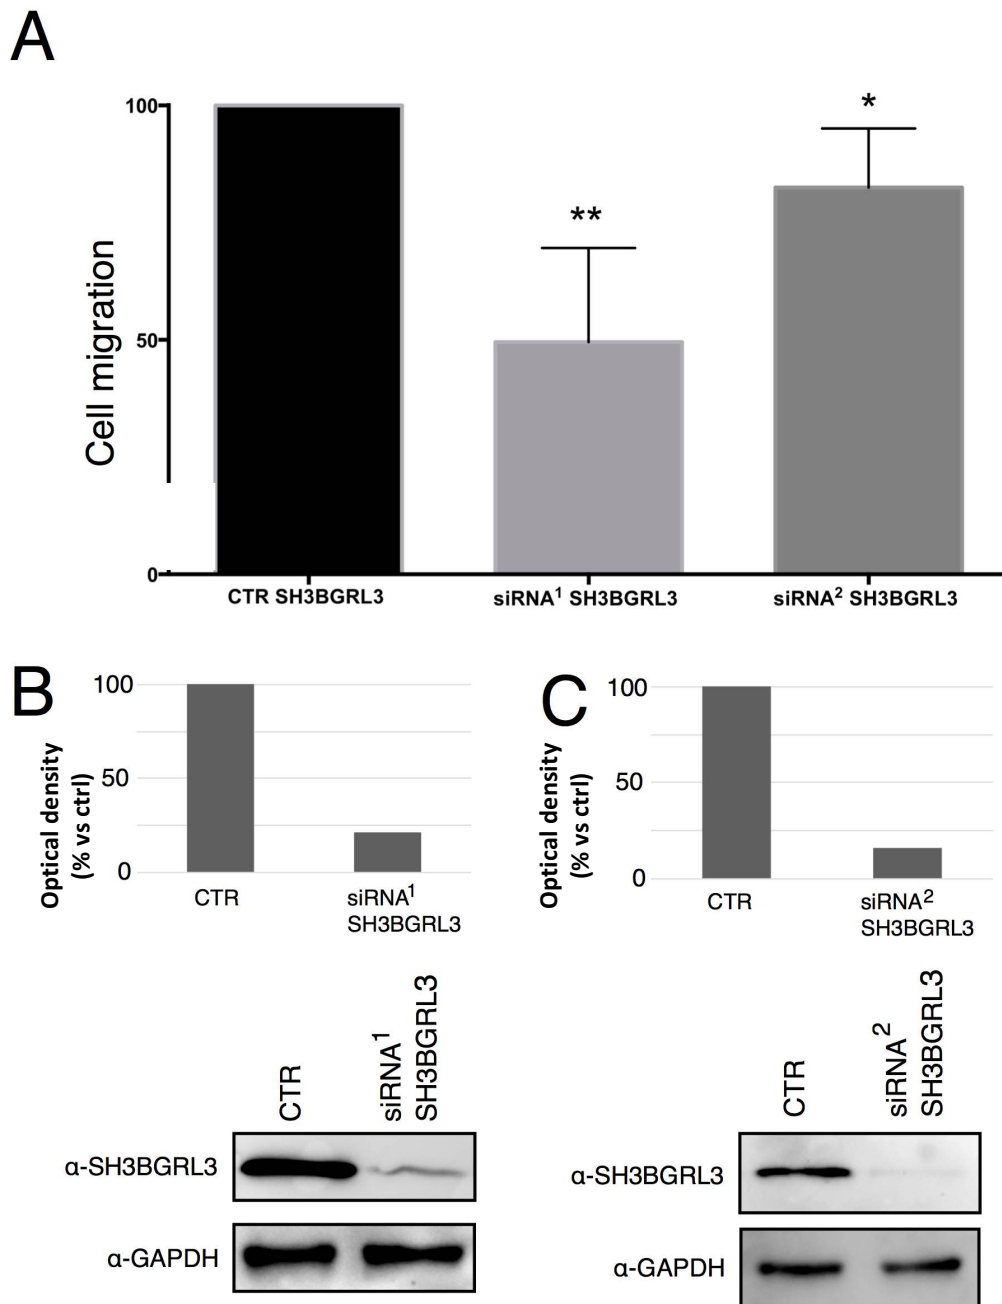 A
100
50
0
Cell migration
**
*
CTR SH3BGRL3
siRNA¹ SH3BGRL3
siRNA² SH3BGRL3
B
100
50
0
Optical density
(% vs ctrl)
CTR
siRNA¹
SH3BGRL3
C
100
50
0
Optical density
(% vs ctrl)
CTR
siRNA²
SH3BGRL3
CTR
siRNA¹
SH3BGRL3
α-SH3BGRL3
α-GAPDH
CTR
siRNA²
SH3BGRL3
α-SH3BGRL3
α-GAPDH